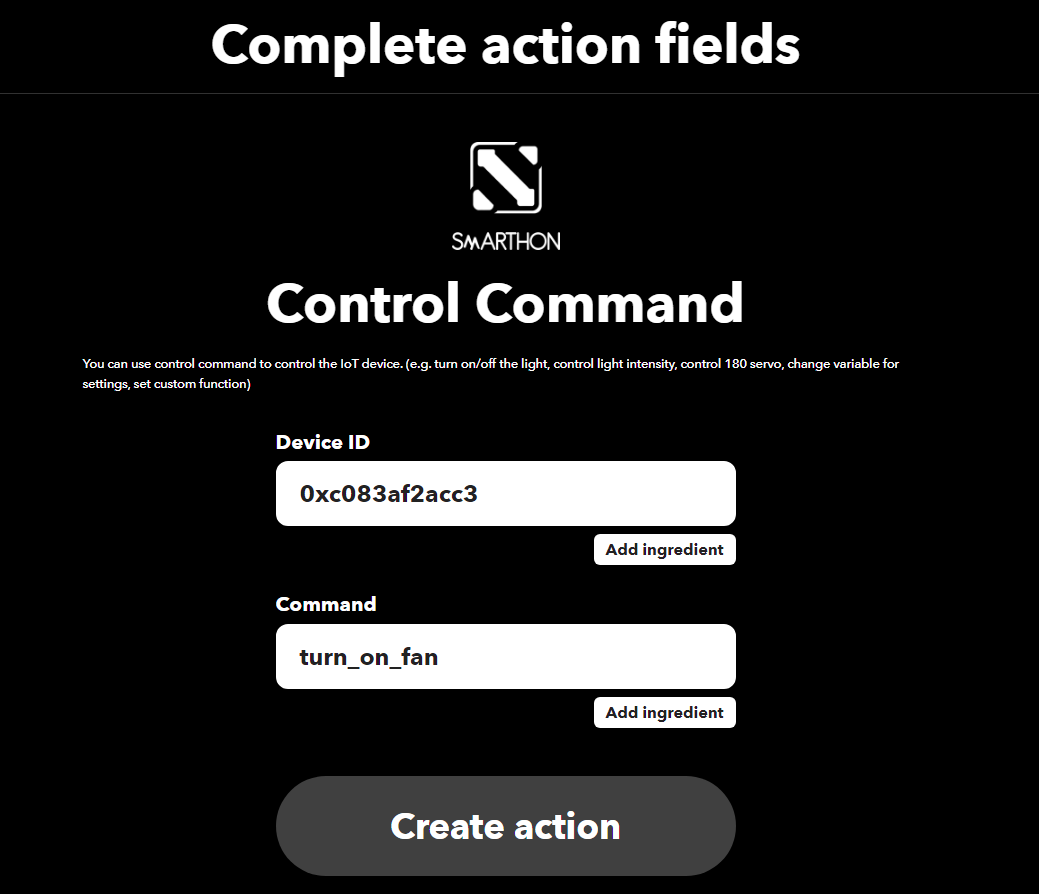 Complete action fields
SMARTHON
Control Command
You can use control command to control the IoT device. (e.g. turn on/off the light, control light intensity, control 180 servo, change variable for
settings, set custom function)
Device ID
0xc083af2acc3
Add ingredient
Command
turn_on_fan
Add ingredient
Create action